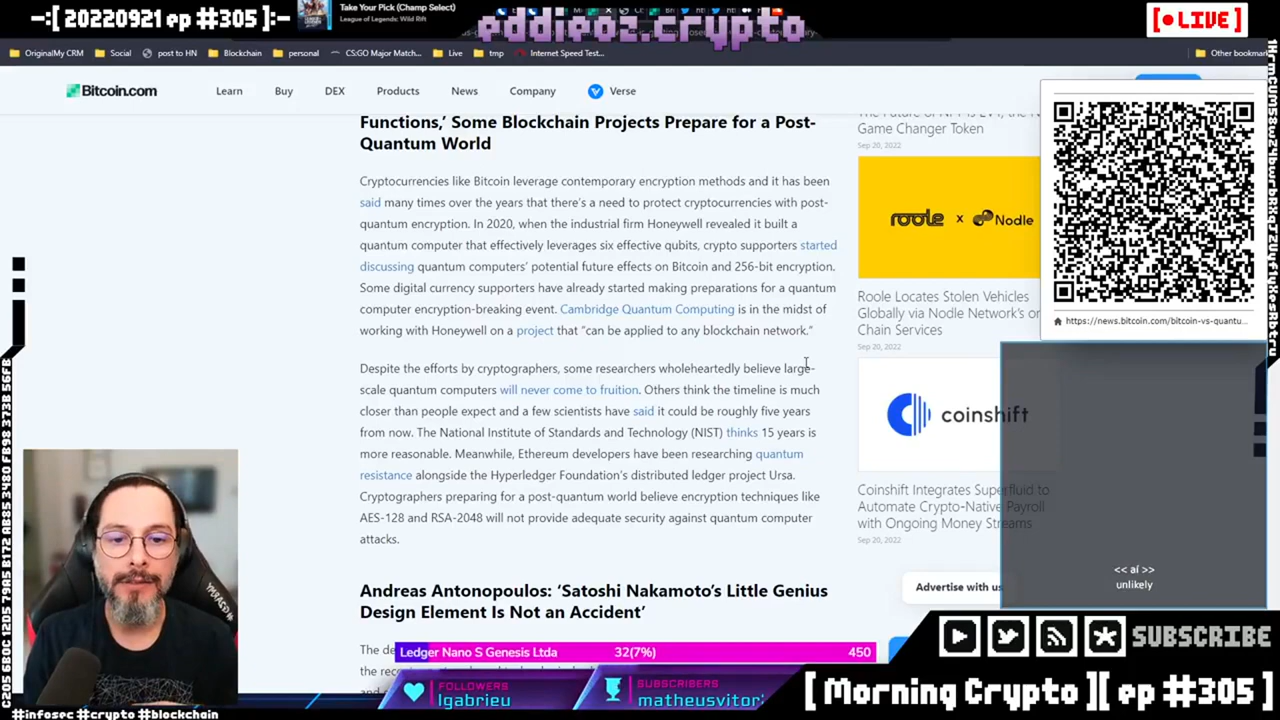 -:[ 20220921 ep #305 ]:-
Take Your Pick (Champ Select)
League of Legends: Wild Rift
eddieoz.crypto
[ ● LIVE ]
OriginalMy CRM
Social
post to HN
Blockchain
personal
CS:GO Major Match...
Live
tmp
Internet Speed Test...
Other bookmar
Bitcoin.com
Learn
Buy
DEX
Products
News
Company
Verse
Functions,’ Some Blockchain Projects Prepare for a Post-
Quantum World
Cryptocurrencies like Bitcoin leverage contemporary encryption methods and it has been
said many times over the years that there’s a need to protect cryptocurrencies with post-
quantum encryption. In 2020, when the industrial firm Honeywell revealed it built a
quantum computer that effectively leverages six effective qubits, crypto supporters started
discussing quantum computers’ potential future effects on Bitcoin and 256-bit encryption.
Some digital currency supporters have already started making preparations for a quantum
computer encryption-breaking event. Cambridge Quantum Computing is in the midst of
working with Honeywell on a project that “can be applied to any blockchain network.”
Despite the efforts by cryptographers, some researchers wholeheartedly believe large-
scale quantum computers will never come to fruition. Others think the timeline is much
closer than people expect and a few scientists have said it could be roughly five years
from now. The National Institute of Standards and Technology (NIST) thinks 15 years is
more reasonable. Meanwhile, Ethereum developers have been researching quantum
resistance alongside the Hyperledger Foundation’s distributed ledger project Ursa.
Cryptographers preparing for a post-quantum world believe encryption techniques like
AES-128 and RSA-2048 will not provide adequate security against quantum computer
attacks.
Andreas Antonopoulos: ‘Satoshi Nakamoto’s Little Genius
Design Element Is Not an Accident’
The de
the rece
Game Changer Token
Sep 20, 2022
roole x Nodle
Roole Locates Stolen Vehicles
Globally via Nodle Network’s
Chain Services
Sep 20, 2022
coinshift
Coinshift Integrates Superfluid to
Automate Crypto-Native Payroll
with Ongoing Money Streams
Sep 20, 2022
Advertise with us
https://news.bitcoin.com/bitcoin-vs-quantu...
<< aí >>
unlikely
Ledger Nano S Genesis Ltda
32(7%)
450
FOLLOWERS
lgabrieu
SUBSCRIBERS
matheusvitor
SUBSCRIBE
[ Morning Crypto ][ ep #305 ]
#infosec #crypto #blockchain